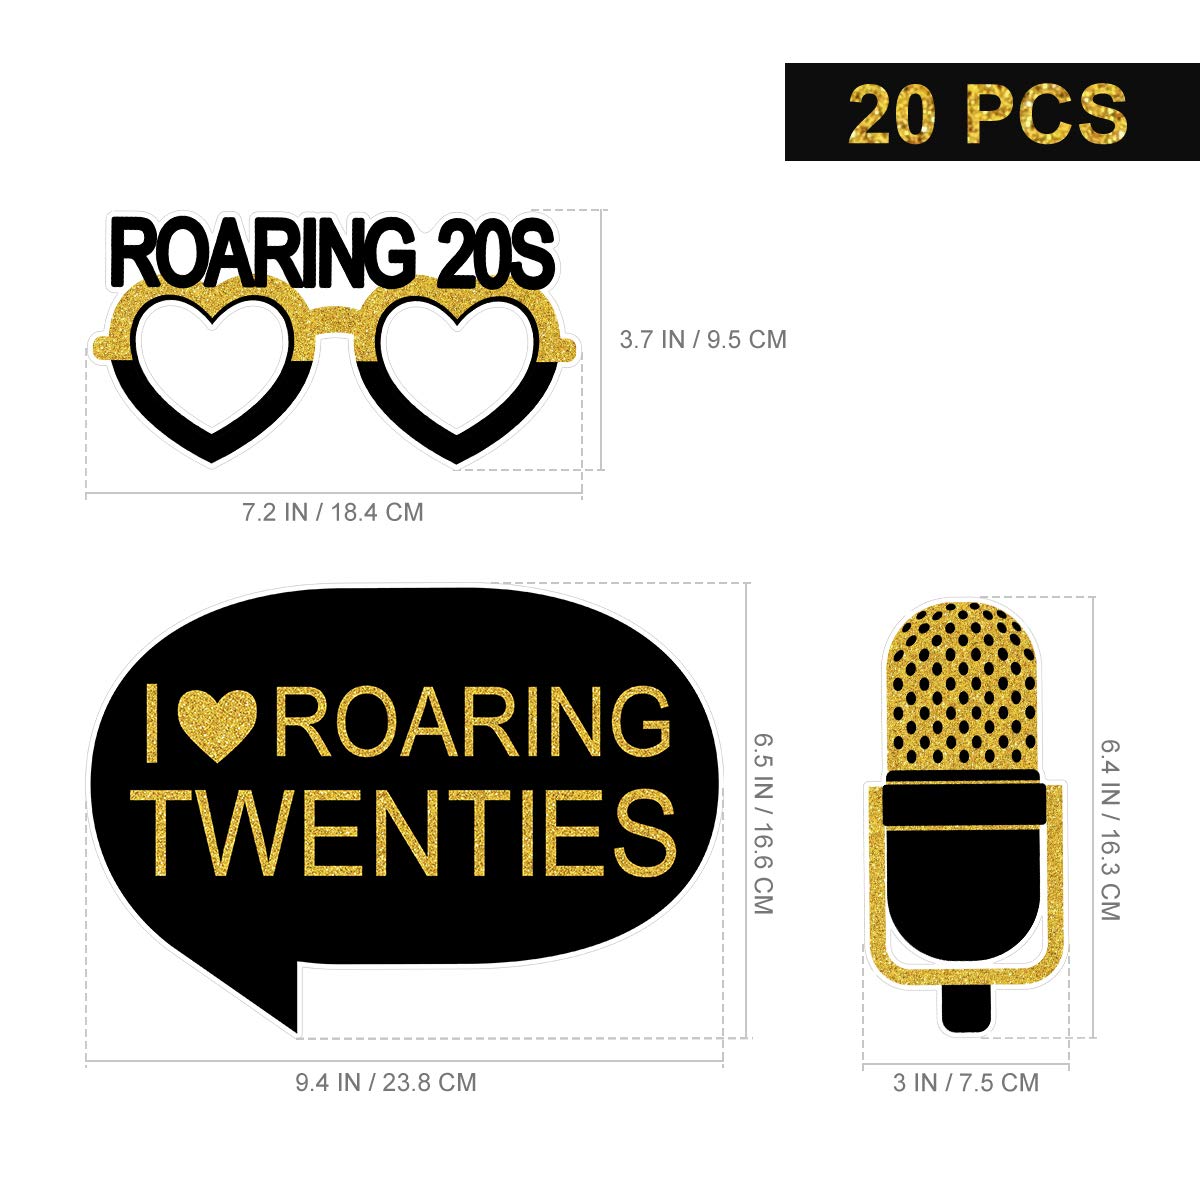 20 PCS
ROARING 20S
3.7 IN / 9.5 CM
7.2 IN / 18.4 CM
I ROARING
TWENTIES
6.5 IN / 16.6 CM
9.4 IN / 23.8 CM
6.4 IN / 16.3 CM
3 IN / 7.5 CM